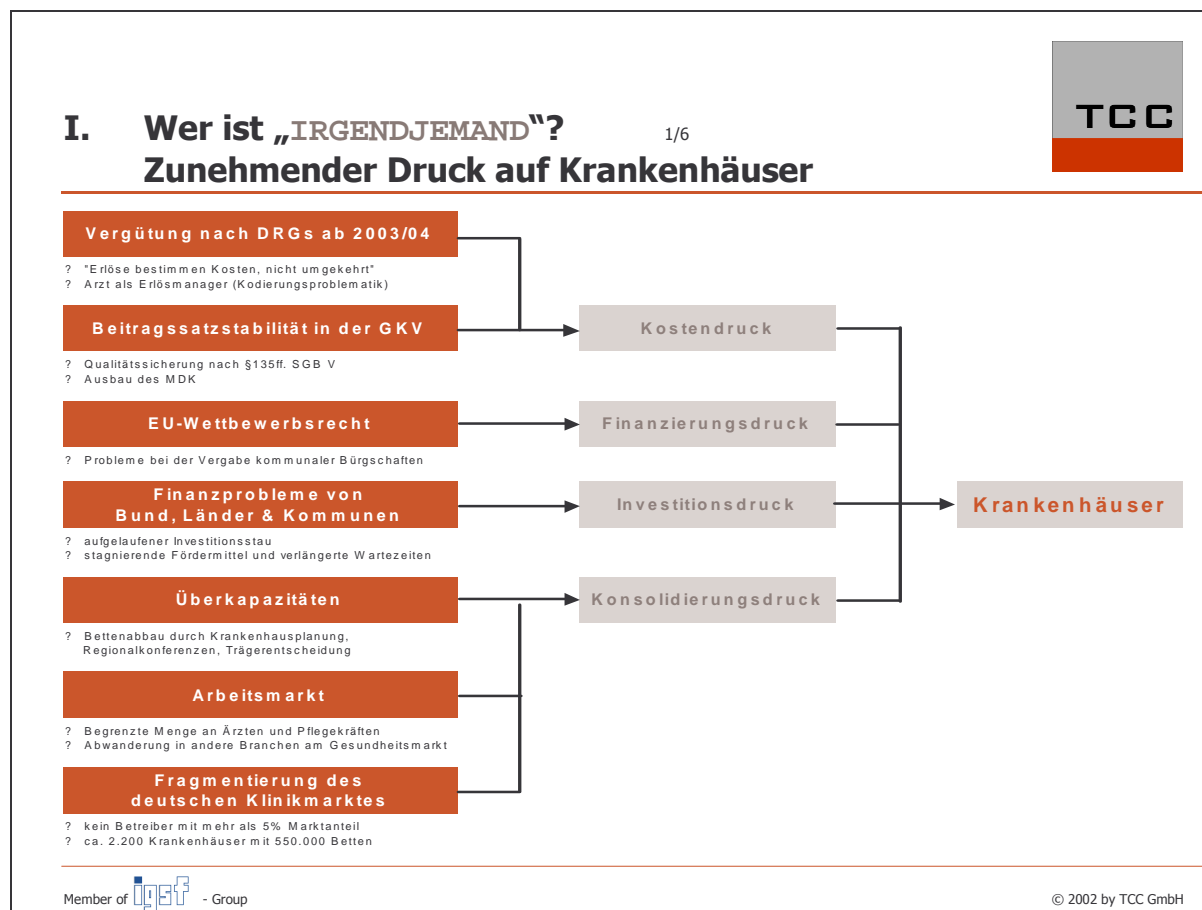 I. Wer ist „IRGENDJEMAND“? 1/6
Zunehmender Druck auf Krankenhäuser
TCC
Vergütung nach DRGs ab 2003/04
? "Erlöse bestimmen Kosten, nicht umgekehrt"
? Arzt als Erlösmanager (Kodierungsproblematik)
Beitragssatzstabilität in der GKV
Kostendruck
? Qualitätssicherung nach §135ff. SGB V
? Ausbau des MDK
EU-Wettbewerbsrecht
Finanzierungsdruck
? Probleme bei der Vergabe kommunaler Bürgschaften
Finanzprobleme von
Bund, Länder & Kommunen
Investitionsdruck
Krankenhäuser
? aufgelaufener Investitionsstau
? stagnierende Fördermittel und verlängerte Wartezeiten
Überkapazitäten
Konsolidierungsdruck
? Bettenabbau durch Krankenhausplanung,
Regionalkonferenzen, Trägerentscheidung
Arbeitsmarkt
? Begrenzte Menge an Ärzten und Pflegekräften
? Abwanderung in andere Branchen am Gesundheitsmarkt
Fragmentierung des
deutschen Klinikmarktes
? kein Betreiber mit mehr als 5% Marktanteil
? ca. 2.200 Krankenhäuser mit 550.000 Betten
Member of igsf - Group
© 2002 by TCC GmbH